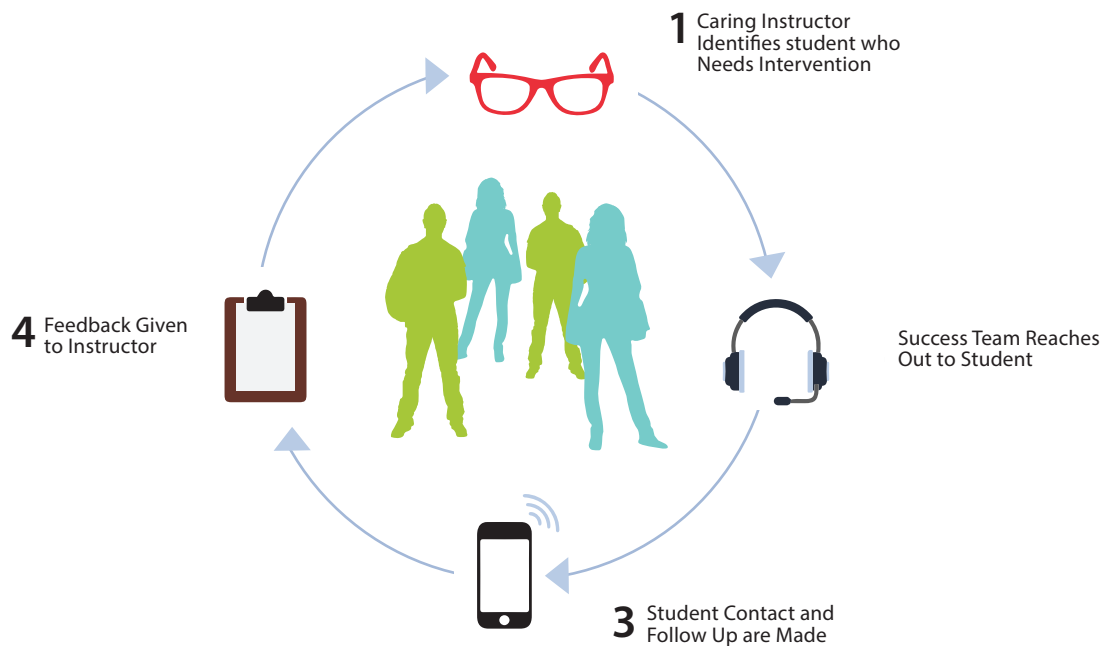 1 Caring Instructor
Identifies student who
Needs Intervention
Success Team Reaches
Out to Student
3 Student Contact and
Follow Up are Made
4 Feedback Given
to Instructor